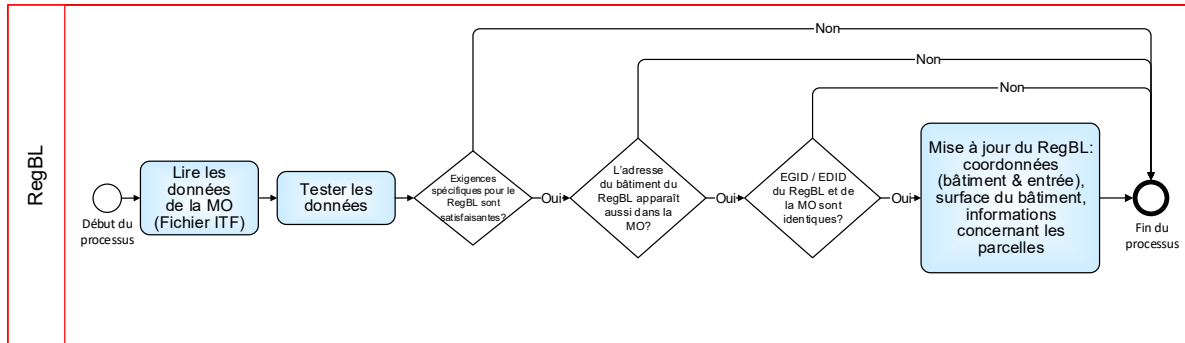 RegBL
Début du
processus
Lire les
données
de la MO
(Fichier ITF)
Tester les
données
Exigences
spécifiques pour le
RegBL sont
satisfaisantes?
Non
Oui
L'adresse
du bâtiment du
RegBL apparaît
aussi dans la
MO?
Non
Oui
EGID / EDID
du RegBL et de
la MO sont
identiques?
Non
Oui
Mise à jour du RegBL:
coordonnées
(bâtiment & entrée),
surface du bâtiment,
informations
concernant les
parcelles
Fin du
processus